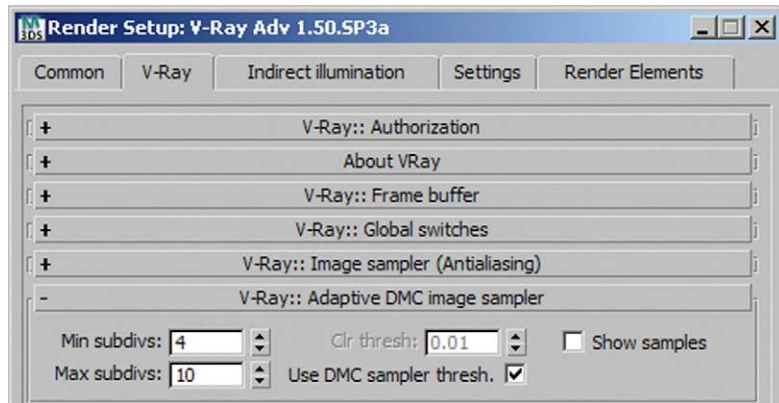 Render Setup: V-Ray Adv 1.50.SP3a
Common V-Ray Indirect illumination Settings Render Elements
+ V-Ray:: Authorization
+ About VRay
+ V-Ray:: Frame buffer
+ V-Ray:: Global switches
+ V-Ray:: Image sampler (Antialiasing)
- V-Ray:: Adaptive DMC image sampler
Min subdivs: 4 Clr thresh: 0.01 Show samples
Max subdivs: 10 Use DMC sampler thresh.